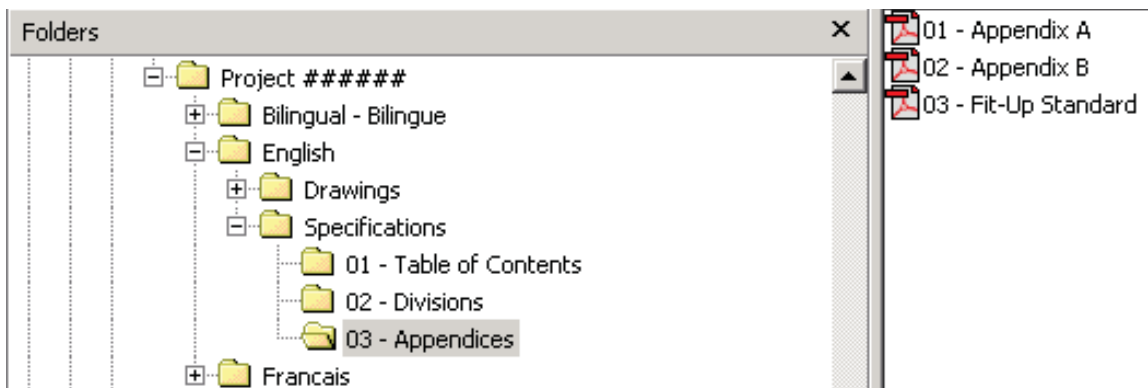 Folders
Project ######
Bilingual - Bilingue
English
Drawings
Specifications
01 - Table of Contents
02 - Divisions
03 - Appendices
Francais
01 - Appendix A
02 - Appendix B
03 - Fit-Up Standard